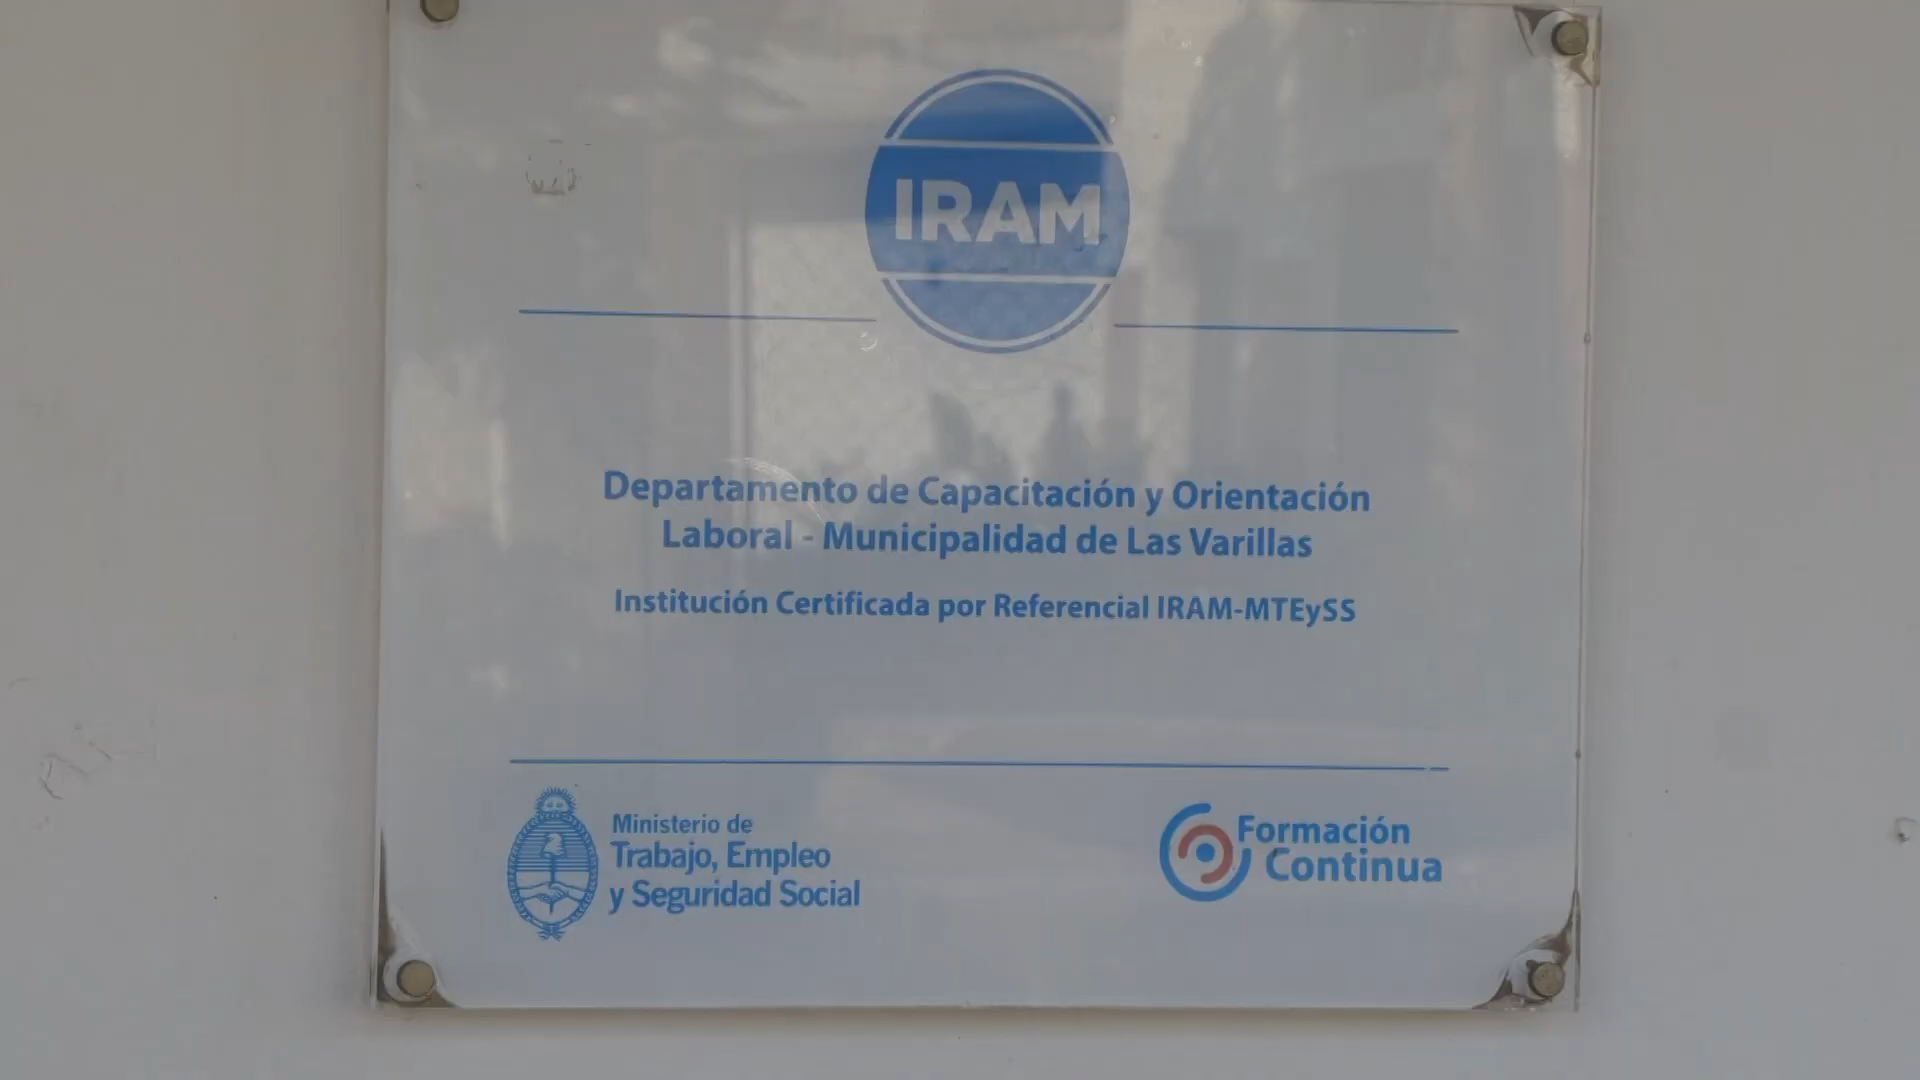 IRAM
Departamento de Capacitación y Orientación
Laboral - Municipalidad de Las Varillas
Institución Certificada por Referencial IRAM-MTEySS
Ministerio de
Trabajo, Empleo
y Seguridad Social
Formación
Continua